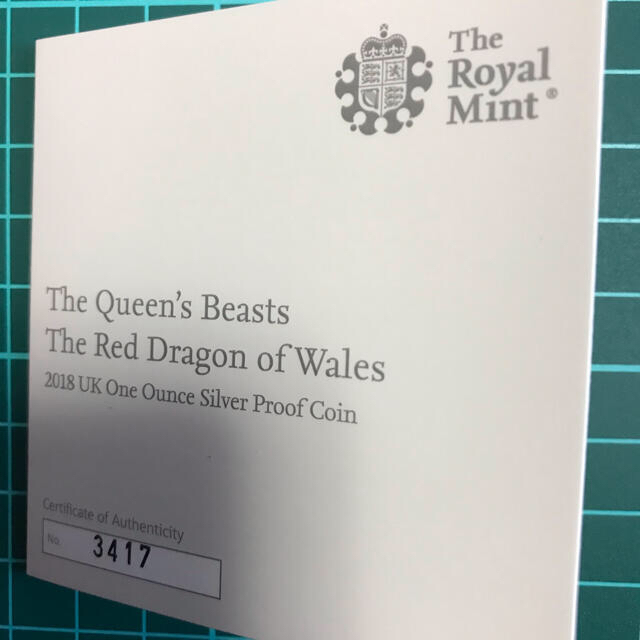 The
Royal
Mint®
The Queen's Beasts
The Red Dragon of Wales
2018 UK One Ounce Silver Proof Coin
Certificate of Authenticity
No. 3417